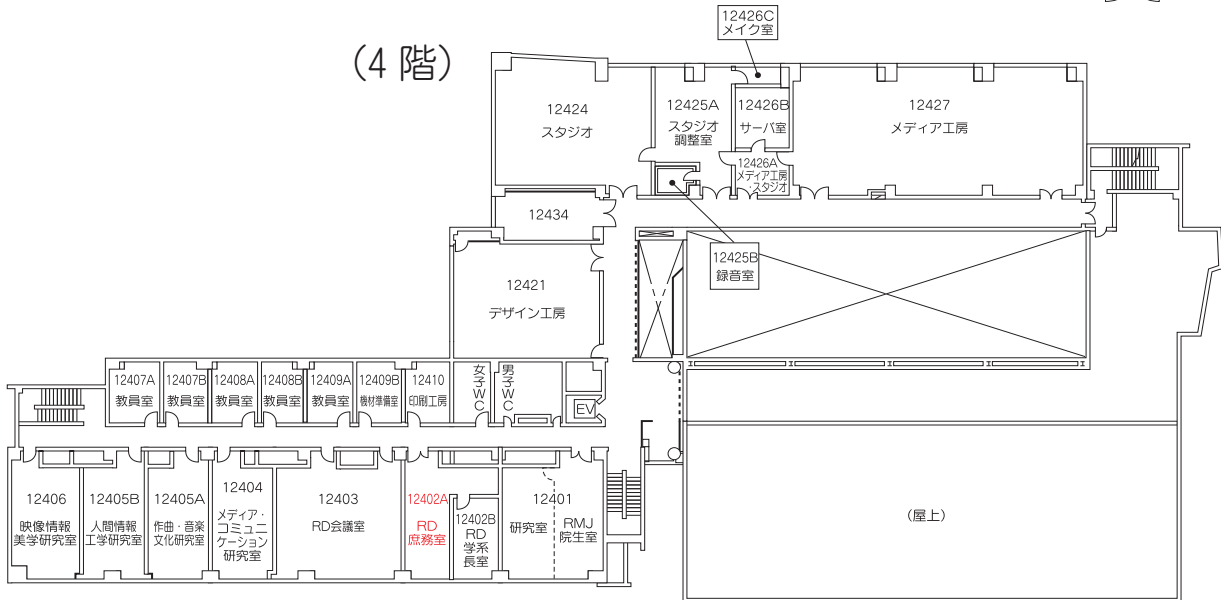 12426C
メイク室
(4 階)
12424
スタジオ
12425A
スタジオ
調整室
12426B
サーバ室
12427
メディア工房
12426A
メディア工房
・スタジオ
12434
12425B
録音室
12421
デザイン工房
12407A
教員室
12407B
教員室
12408A
教員室
12408B
教員室
12409A
教員室
12409B
機材準備室
12410
印刷工房
女子WC
男子WC
EV
12406
映像情報
美学研究室
12405B
人間情報
工学研究室
12405A
作曲・音楽
文化研究室
12404
メディア・
コミュニ
ケーション
研究室
12403
RD会議室
12402A
RD
庶務室
12402B
RD
学系
長室
12401
研究室
RMJ
院生室
(屋上)